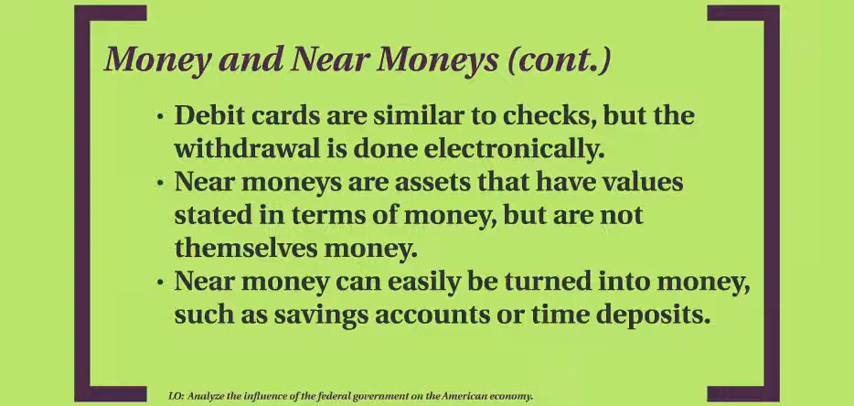 Money and Near Moneys (cont.)
• Debit cards are similar to checks, but the
withdrawal is done electronically.
• Near moneys are assets that have values
stated in terms of money, but are not
themselves money.
• Near money can easily be turned into money,
such as savings accounts or time deposits.
LO: Analyze the influence of the federal government on the American economy.